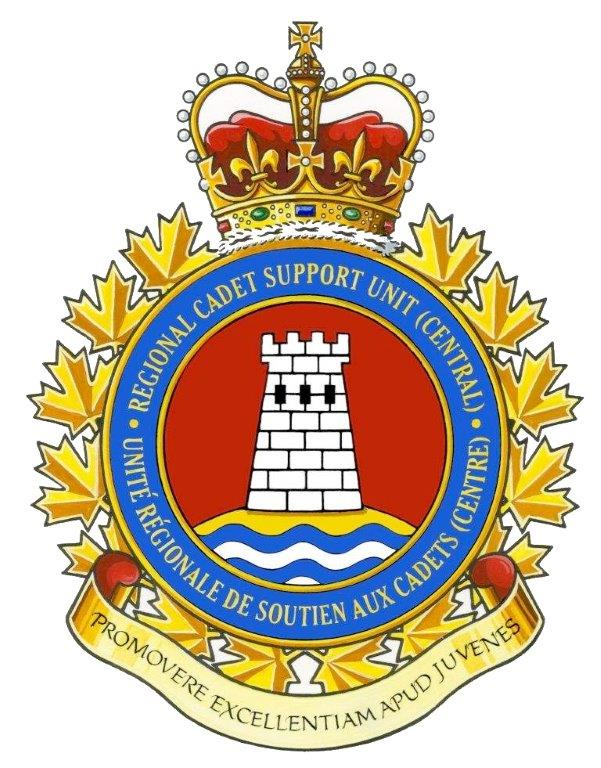 • REGIONAL CADET SUPPORT UNIT (CENTRAL) •
UNITÉ RÉGIONALE DE SOUTIEN AUX CADETS (CENTRE)
PROMOVERE EXCELLENTIAM APUD JUVENES